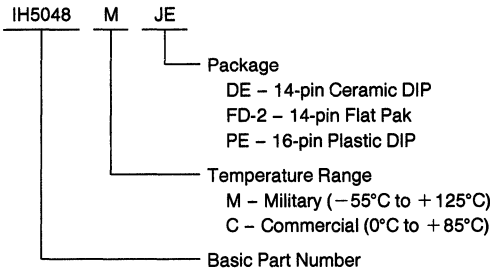 IH5048 M JE
Package
DE – 14-pin Ceramic DIP
FD-2 – 14-pin Flat Pak
PE – 16-pin Plastic DIP
Temperature Range
M – Military (−55°C to +125°C)
C – Commercial (0°C to +85°C)
Basic Part Number